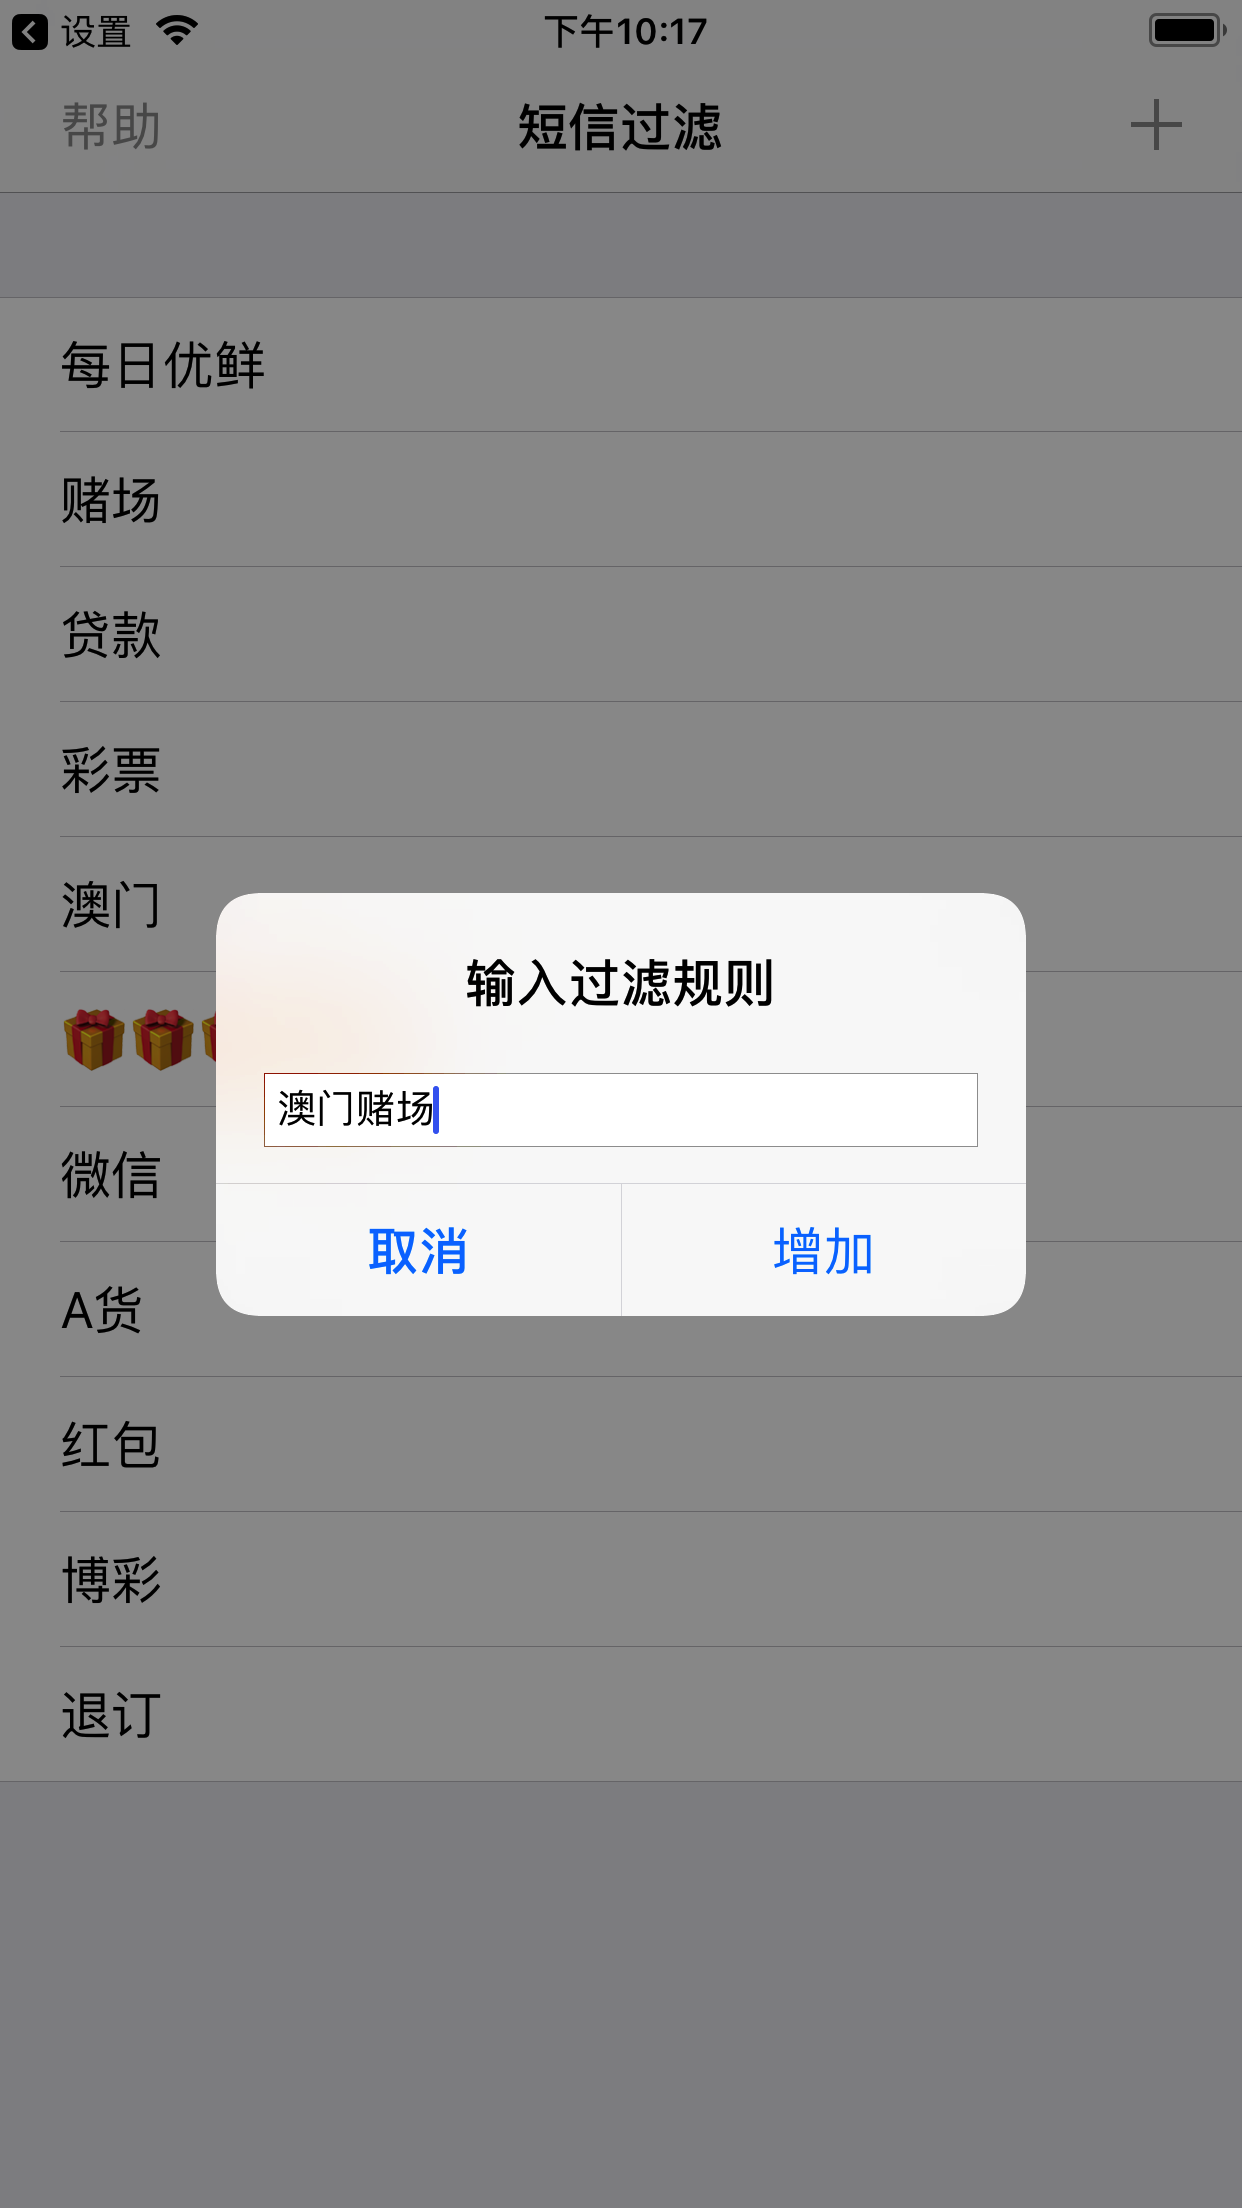 设置
下午10:17
帮助
短信过滤
每日优鲜
赌场
贷款
彩票
澳门
🎁🎁
输入过滤规则
澳门赌场
微信
取消
增加
A货
红包
博彩
退订